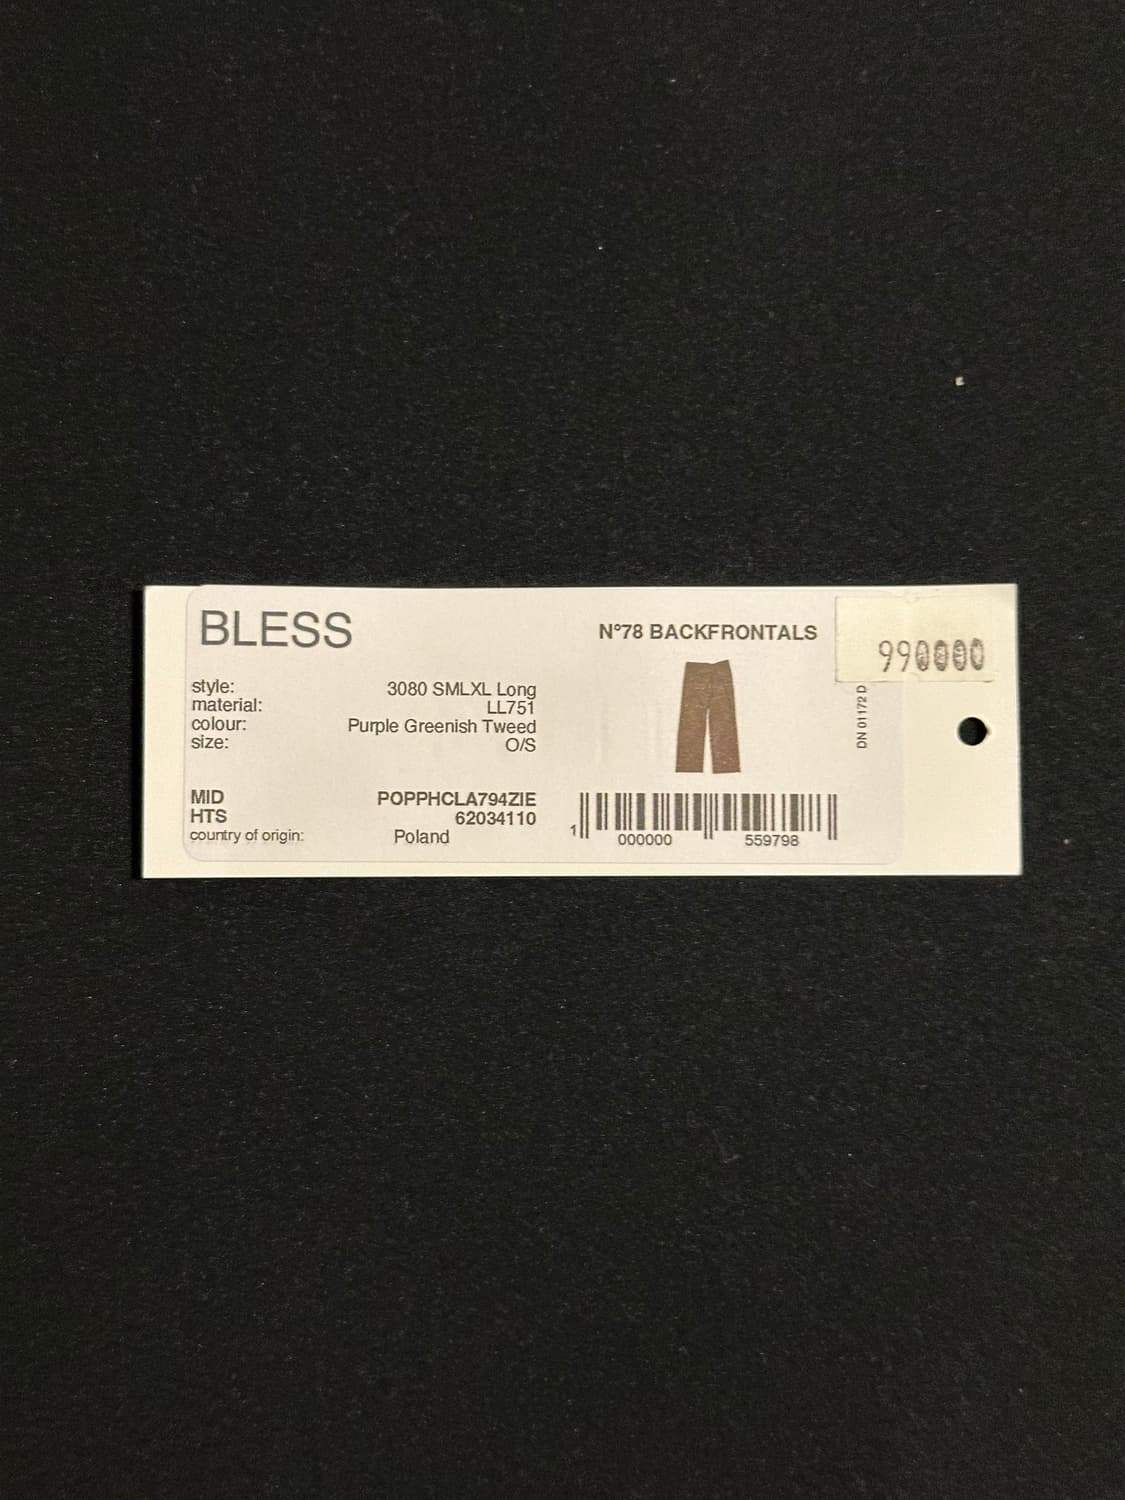 BLESS
N°78 BACKFRONTALS
990000
style: 3080 SMLXL Long
material: LL751
colour: Purple Greenish Tweed
size: O/S
DN 01172 D
MID POPPHCLA794ZIE
HTS 62034110
country of origin: Poland
1 000000 559798